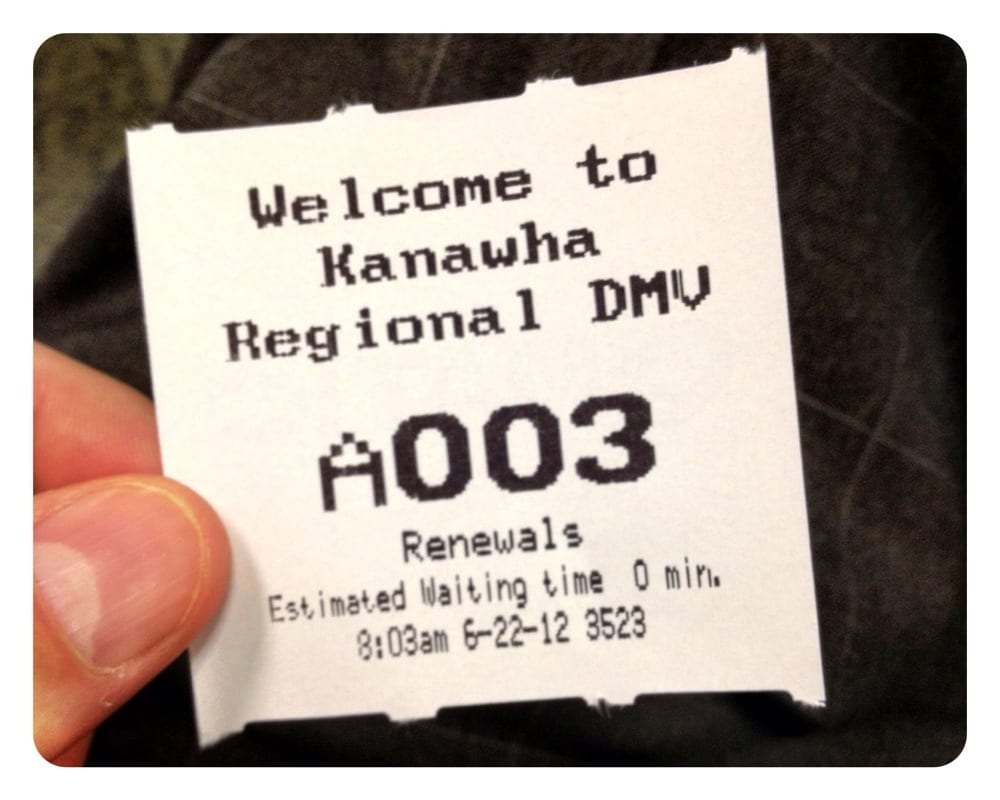 Welcome to
Kanawha
Regional DMV
A003
Renewals
Estimated Waiting time 0 min.
8:03am 6-22-12 3523